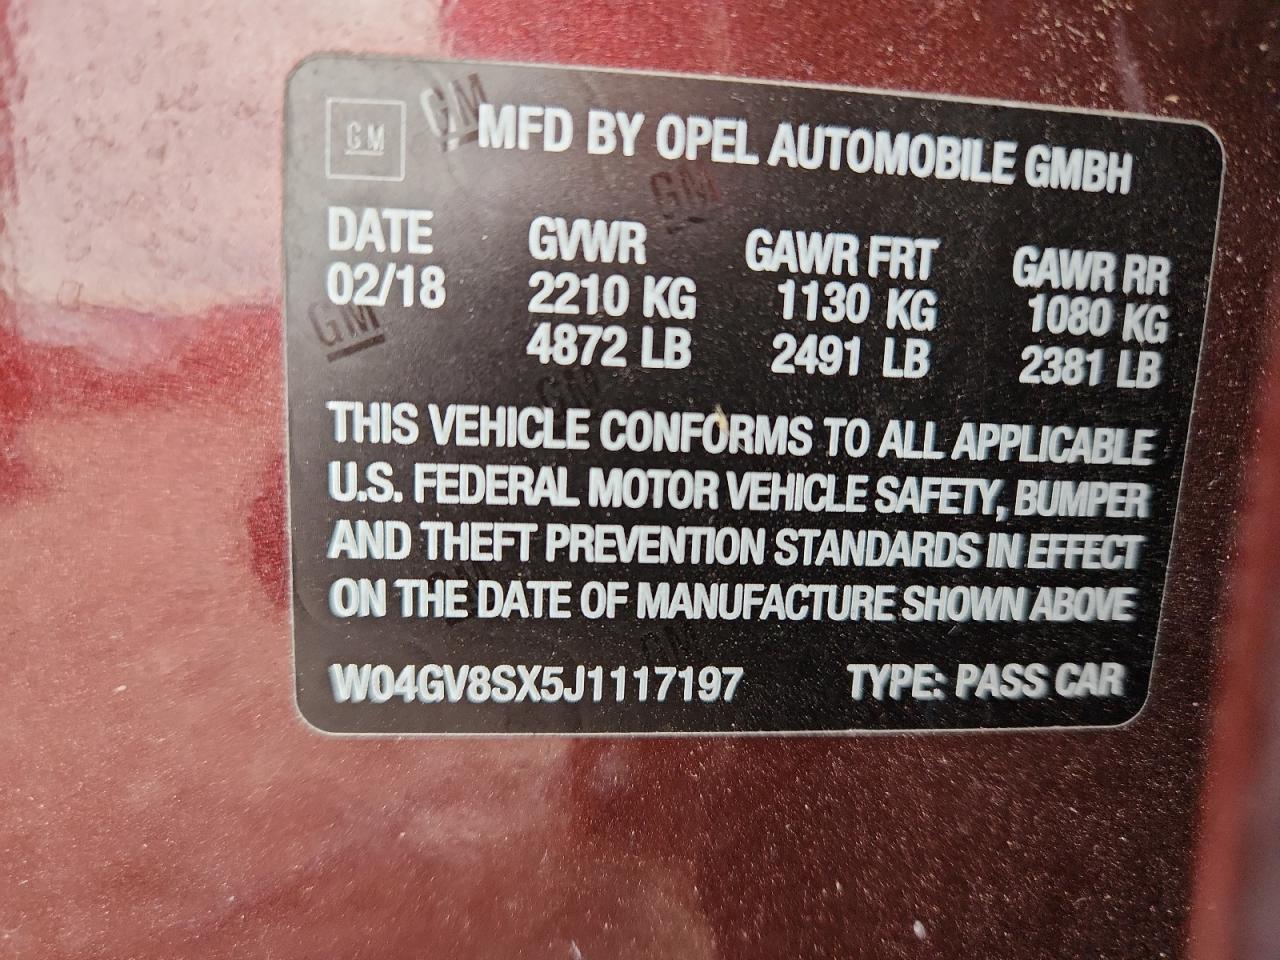 GM
MFD BY OPEL AUTOMOBILE GMBH
DATE GVWR GAWR FRT GAWR RR
02/18 2210 KG 1130 KG 1080 KG
4872 LB 2491 LB 2381 LB
THIS VEHICLE CONFORMS TO ALL APPLICABLE
U.S. FEDERAL MOTOR VEHICLE SAFETY, BUMPER
AND THEFT PREVENTION STANDARDS IN EFFECT
ON THE DATE OF MANUFACTURE SHOWN ABOVE
W04GV8SX5J1117197 TYPE: PASS CAR